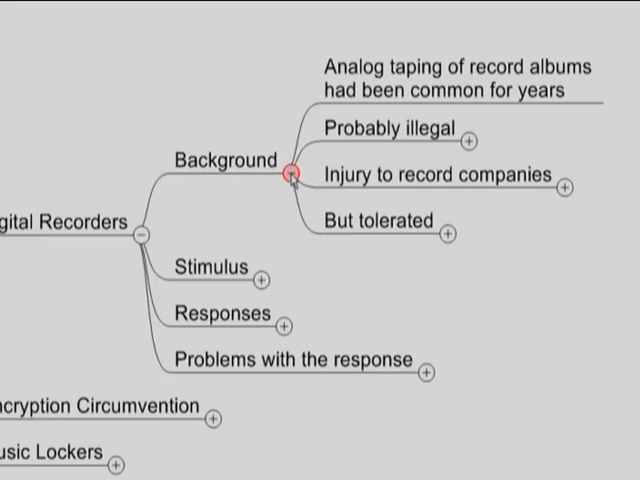 Analog taping of record albums
had been common for years
Probably illegal
Background
Injury to record companies
But tolerated
gital Recorders
Stimulus
Responses
Problems with the response
ncryption Circumvention
usic Lockers